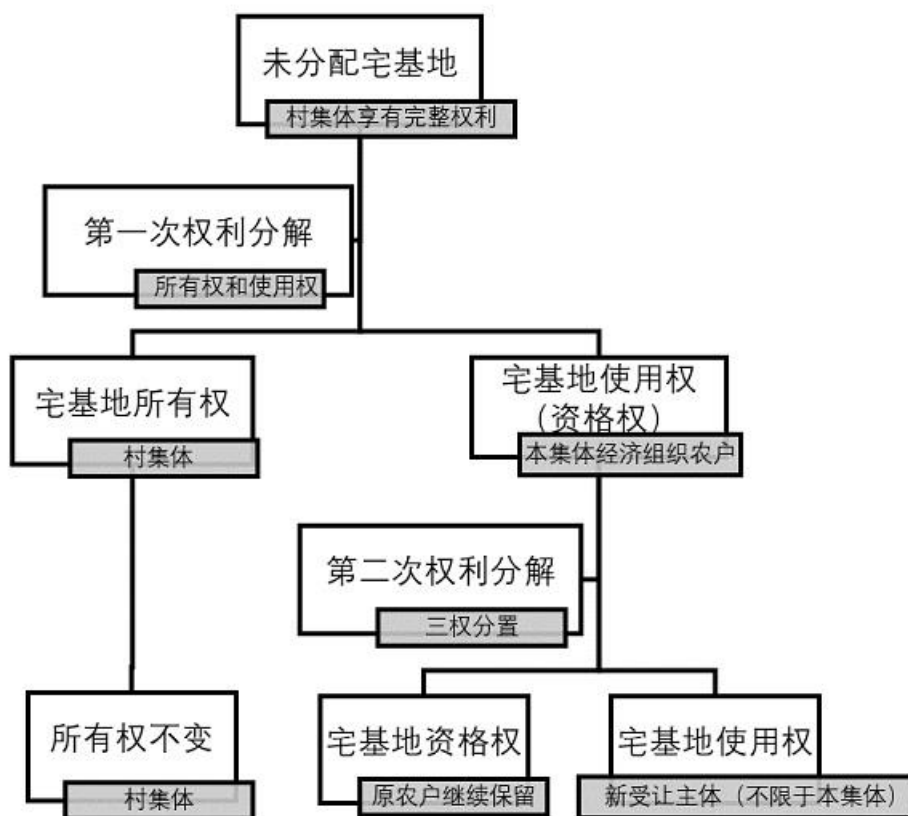 未分配宅基地
村集体享有完整权利
第一次权利分解
所有权和使用权
宅基地所有权
村集体
宅基地使用权
（资格权）
本集体经济组织农户
第二次权利分解
三权分置
所有权不变
村集体
宅基地资格权
原农户继续保留
宅基地使用权
新受让主体（不限于本集体）